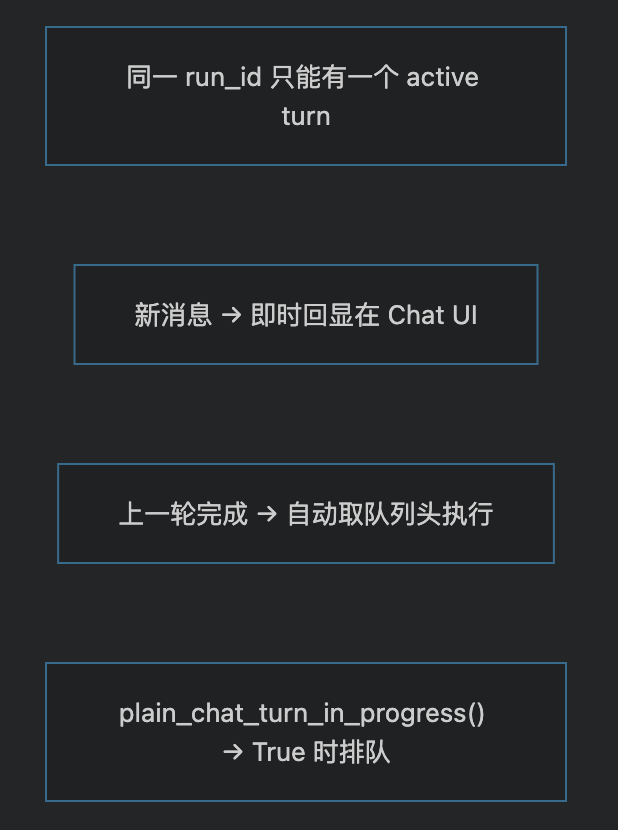 同一 run_id 只能有一个 active
turn
新消息 → 即时回显在 Chat UI
上一轮完成 → 自动取队列头执行
plain_chat_turn_in_progress()
→ True 时排队